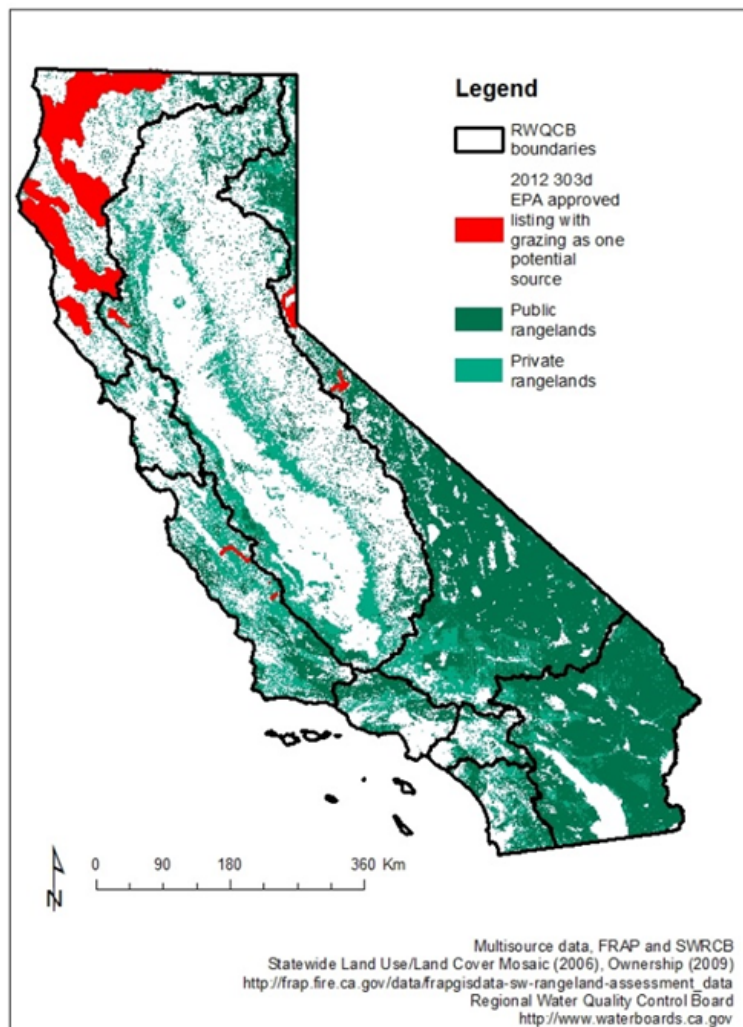 Legend
RWQCB
boundaries
2012 303d
EPA approved
listing with
grazing as one
potential
source
Public
rangelands
Private
rangelands
0 90 180 360 Km
N
Multisource data, FRAP and SWRCB
Statewide Land Use/Land Cover Mosaic (2006), Ownership (2009)
http://frap.fire.ca.gov/data/frapgisdata-sw-rangeland-assessment_data
Regional Water Quality Control Board
http://www.waterboards.ca.gov